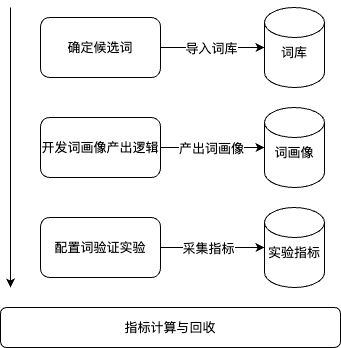 确定候选词
导入词库
词库
开发词画像产出逻辑
产出词画像
词画像
配置词验证实验
采集指标
实验指标
指标计算与回收